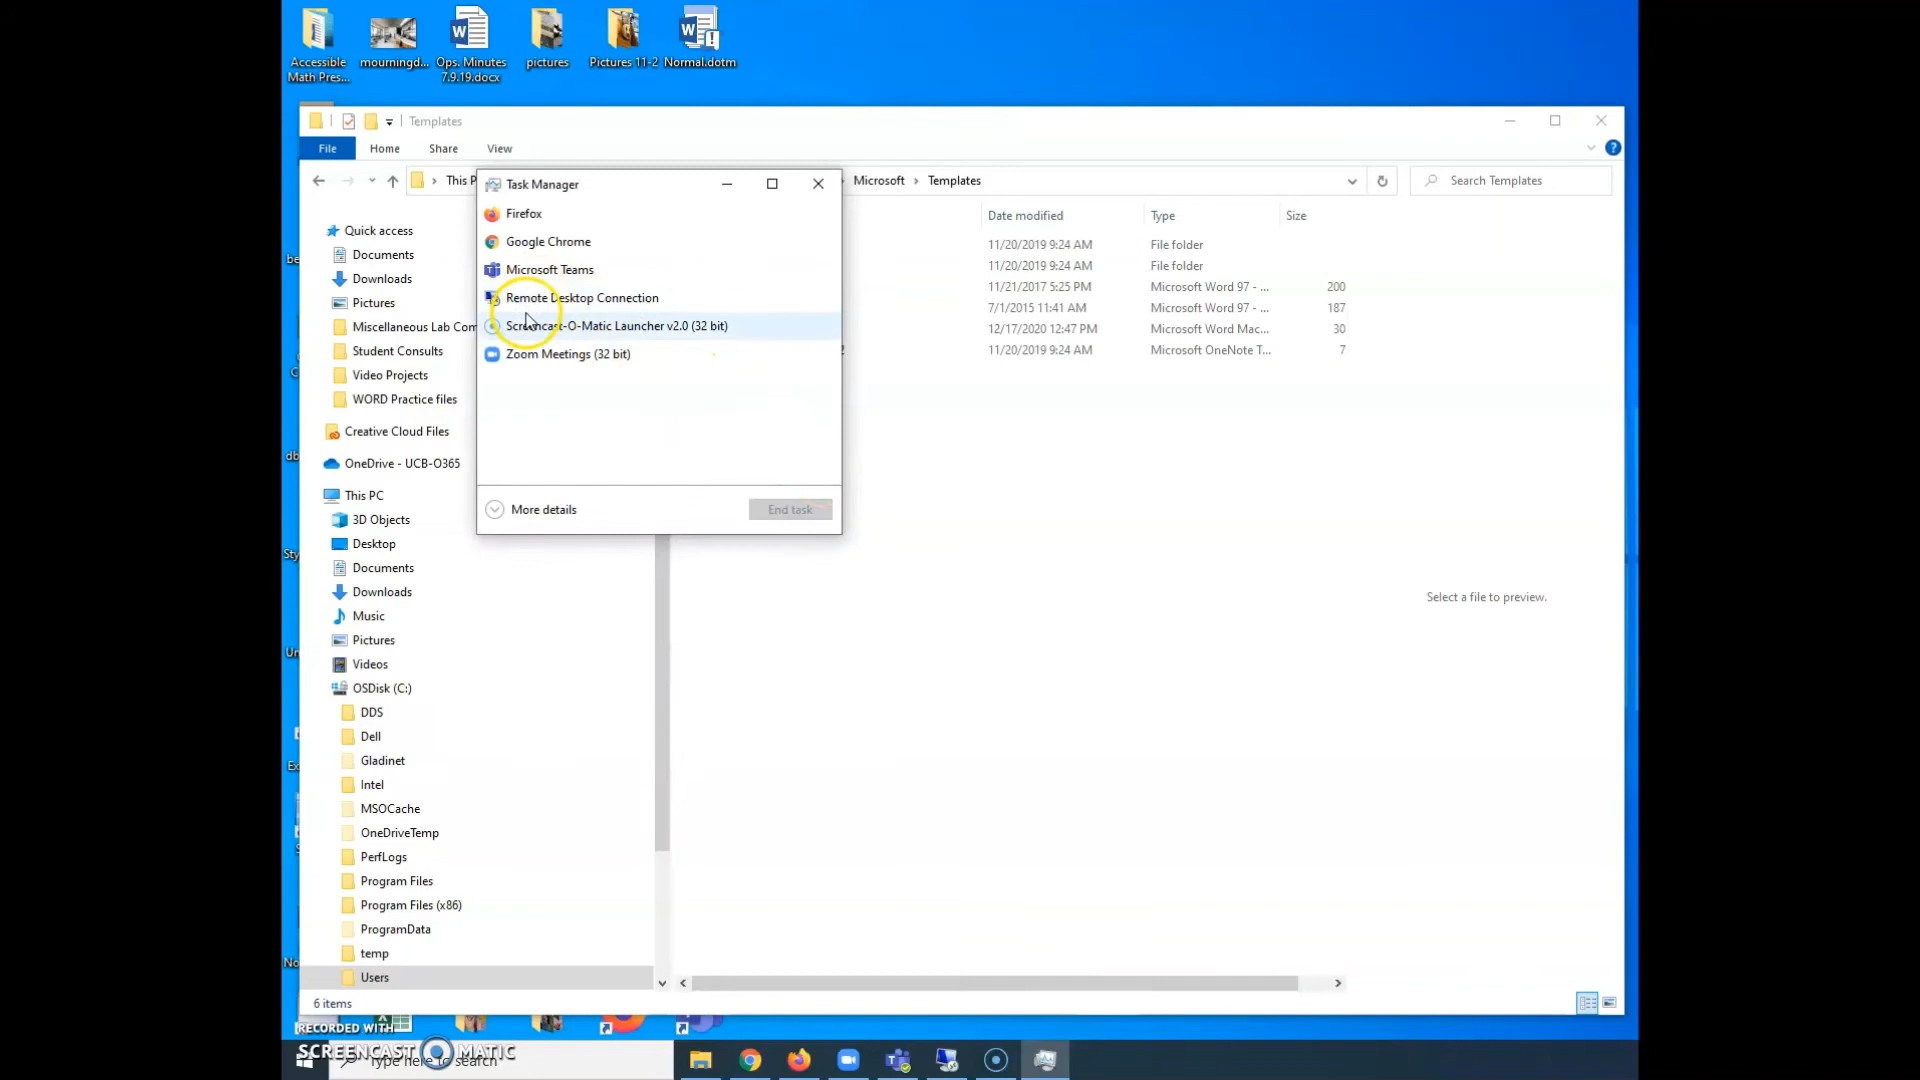 Accessible
Math Pres...
mourningd...
Ops. Minutes
7.9.19.docx
pictures
Pictures 11-2
Normal.dotm
Templates
File
Home
Share
View
This P
Microsoft
Templates
Search Templates
Task Manager
Firefox
Google Chrome
Microsoft Teams
Remote Desktop Connection
Screencast-O-Matic Launcher v2.0 (32 bit)
Zoom Meetings (32 bit)
More details
End task
Date modified
Type
Size
11/20/2019 9:24 AM File folder
11/20/2019 9:24 AM File folder
11/21/2017 5:25 PM Microsoft Word 97 - ... 200
7/1/2015 11:41 AM Microsoft Word 97 - ... 187
12/17/2020 12:47 PM Microsoft Word Mac... 30
11/20/2019 9:24 AM Microsoft OneNote T... 7
Quick access
Documents
Downloads
Pictures
Miscellaneous Lab Com
Student Consults
Video Projects
WORD Practice files
Creative Cloud Files
OneDrive - UCB-O365
This PC
3D Objects
Desktop
Documents
Downloads
Music
Pictures
Videos
OSDisk (C:)
DDS
Dell
Gladinet
Intel
MSOCache
OneDriveTemp
PerfLogs
Program Files
Program Files (x86)
ProgramData
temp
Users
Select a file to preview.
6 items
RECORDED WITH
SCREENCAST MATIC
Type here to search